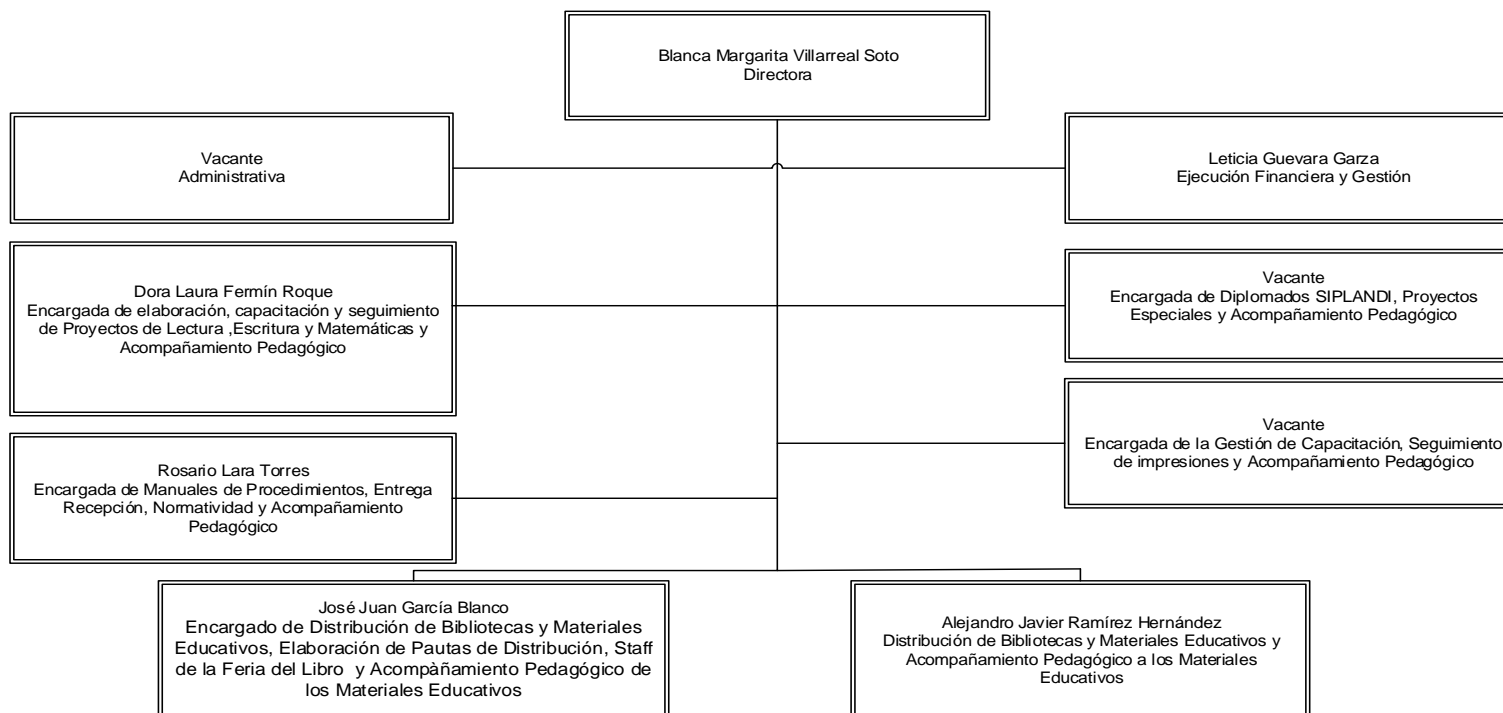 Blanca Margarita Villarreal Soto
Directora
Vacante
Administrativa
Leticia Guevara Garza
Ejecución Financiera y Gestión
Dora Laura Fermín Roque
Encargada de elaboración, capacitación y seguimiento
de Proyectos de Lectura ,Escritura y Matemáticas y
Acompañamiento Pedagógico
Vacante
Encargada de Diplomados SIPLANDI, Proyectos
Especiales y Acompañamiento Pedagógico
Rosario Lara Torres
Encargada de Manuales de Procedimientos, Entrega
Recepción, Normatividad y Acompañamiento
Pedagógico
Vacante
Encargada de la Gestión de Capacitación, Seguimiento
de impresiones y Acompañamiento Pedagógico
José Juan García Blanco
Encargado de Distribución de Bibliotecas y Materiales
Educativos, Elaboración de Pautas de Distribución, Staff
de la Feria del Libro y Acompàñamiento Pedagógico de
los Materiales Educativos
Alejandro Javier Ramírez Hernández
Distribución de Bibliotecas y Materiales Educativos y
Acompañamiento Pedagógico a los Materiales
Educativos